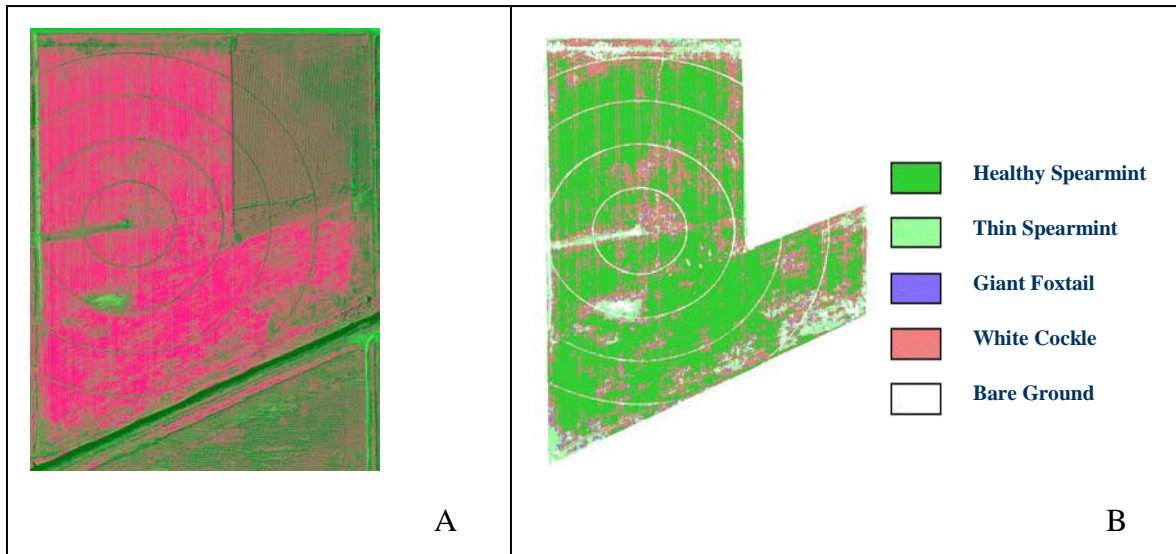 Healthy Spearmint
Thin Spearmint
Giant Foxtail
White Cockle
Bare Ground
A
B